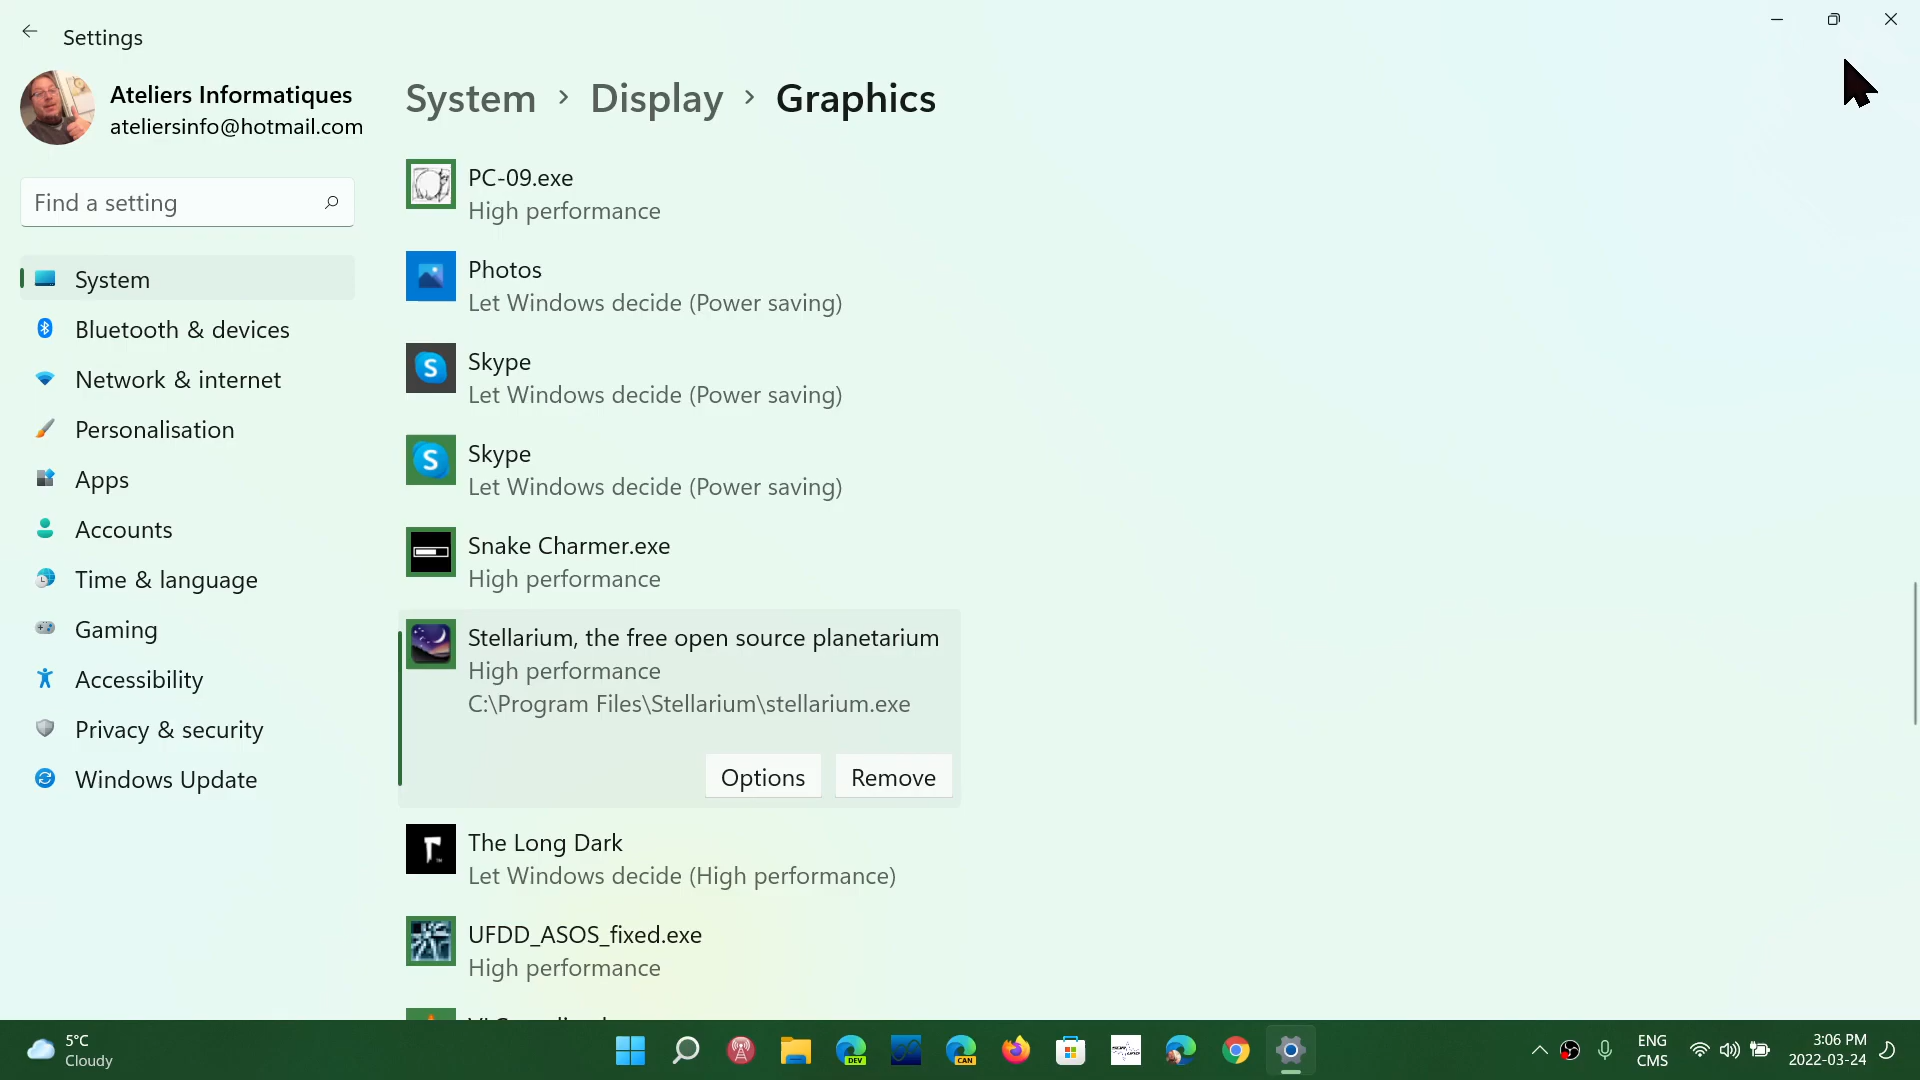 Settings
Ateliers Informatiques
ateliersinfo@hotmail.com
Find a setting
System
Bluetooth & devices
Network & internet
Personalisation
Apps
Accounts
Time & language
Gaming
Accessibility
Privacy & security
Windows Update
System > Display > Graphics
PC-09.exe
High performance
Photos
Let Windows decide (Power saving)
Skype
Let Windows decide (Power saving)
Skype
Let Windows decide (Power saving)
Snake Charmer.exe
High performance
Stellarium, the free open source planetarium
High performance
C:\Program Files\Stellarium\stellarium.exe
Options Remove
The Long Dark
Let Windows decide (High performance)
UFDD_ASOS_fixed.exe
High performance
5°C
Cloudy
DEV
CAN
ENG
CMS
3:06 PM
2022-03-24